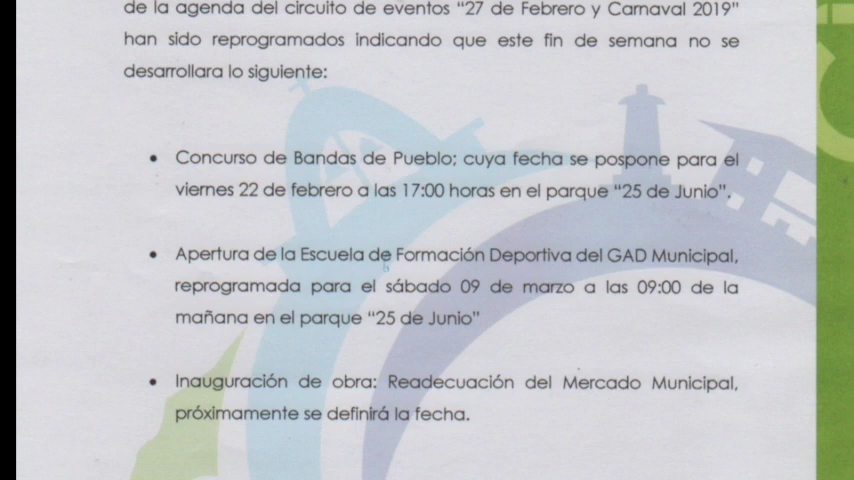 de la agenda del circuito de eventos "27 de Febrero y Carnaval 2019"
han sido reprogramados indicando que este fin de semana no se
desarrollara lo siguiente:
• Concurso de Bandas de Pueblo; cuya fecha se pospone para el
viernes 22 de febrero a las 17:00 horas en el parque "25 de Junio".
• Apertura de la Escuela de Formación Deportiva del GAD Municipal,
reprogramada para el sábado 09 de marzo a las 09:00 de la
mañana en el parque "25 de Junio"
• Inauguración de obra: Readecuación del Mercado Municipal,
próximamente se definirá la fecha.